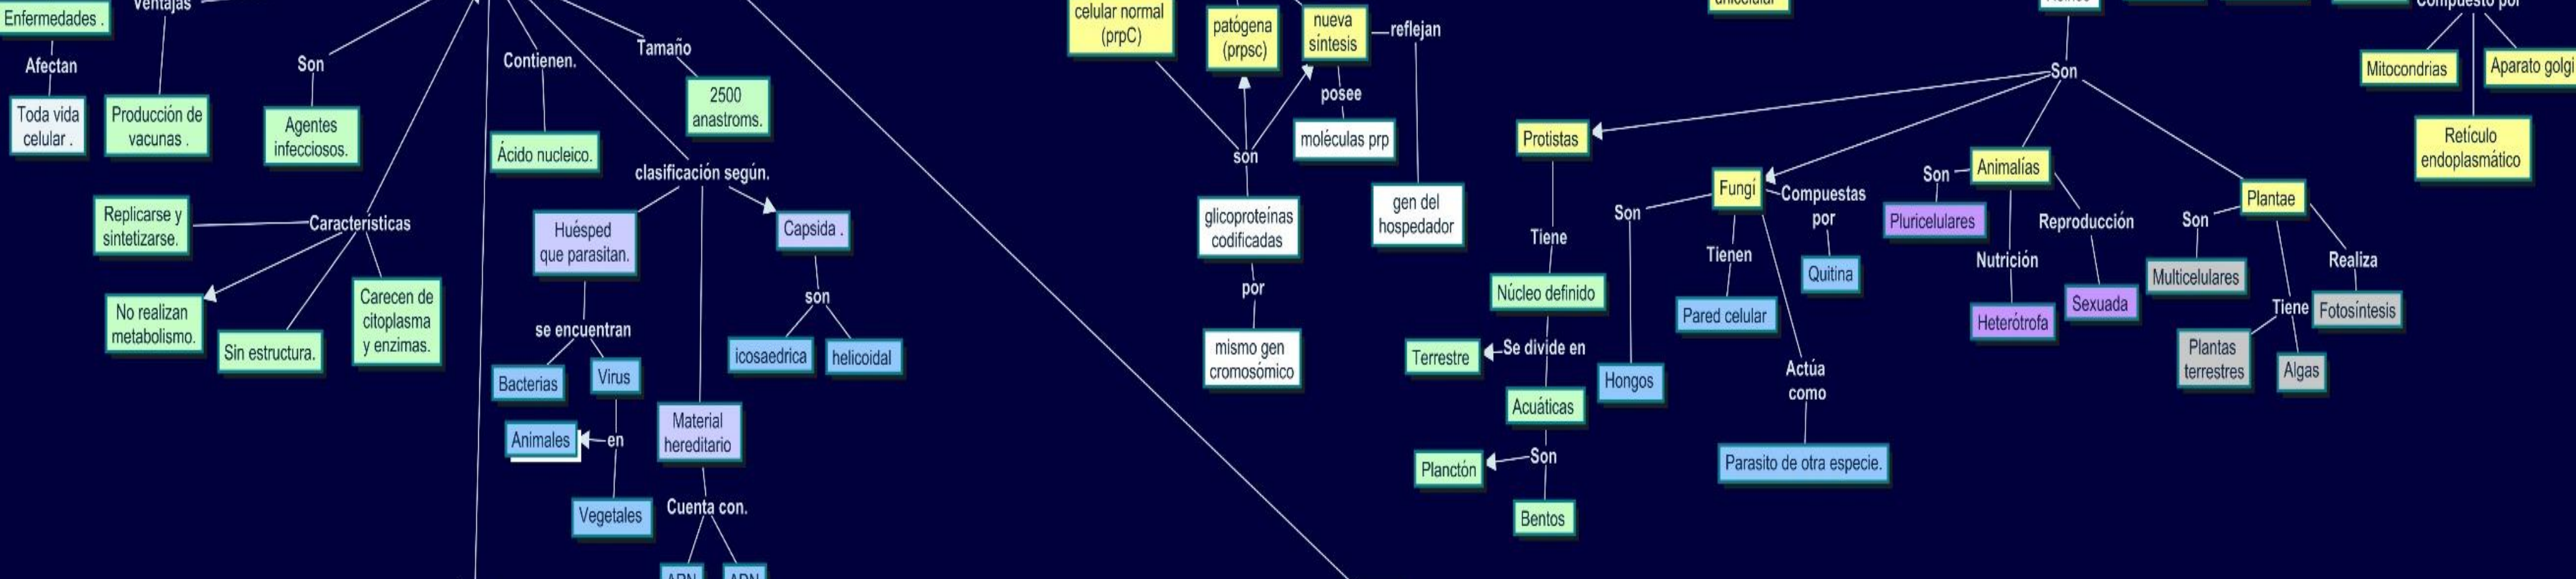 Enfermedades .
Ventajas
Afectan
Toda vida
celular .
Producción de
vacunas .
Son
Agentes
infecciosos.
Contienen.
Ácido nucleico.
Tamaño
2500
anastroms.
clasificación según.
Características
Replicarse y
sintetizarse.
No realizan
metabolismo.
Sin estructura.
Carecen de
citoplasma
y enzimas.
Huésped
que parasitan.
se encuentran
Bacterias
Virus
en
Animales
Vegetales
Material
hereditario
Cuenta con.
Capsida .
son
icosaedrica
helicoidal
celular normal
(prpC)
patógena
(prpsc)
nueva
síntesis
reflejan
posee
moléculas prp
son
glicoproteínas
codificadas
por
mismo gen
cromosómico
gen del
hospedador
Son
Protistas
Tiene
Núcleo definido
Se divide en
Terrestre
Acuáticas
Son
Planctón
Bentos
Fungí
Son
Hongos
Tienen
Pared celular
Compuestas
por
Quitina
Actúa
como
Parasito de otra especie.
Animalías
Son
Pluricelulares
Nutrición
Heterótrofa
Reproducción
Sexuada
Plantae
Son
Multicelulares
Tiene
Plantas
terrestres
Algas
Realiza
Fotosíntesis
Compuesto por
Mitocondrias
Aparato golgi
Retículo
endoplasmático